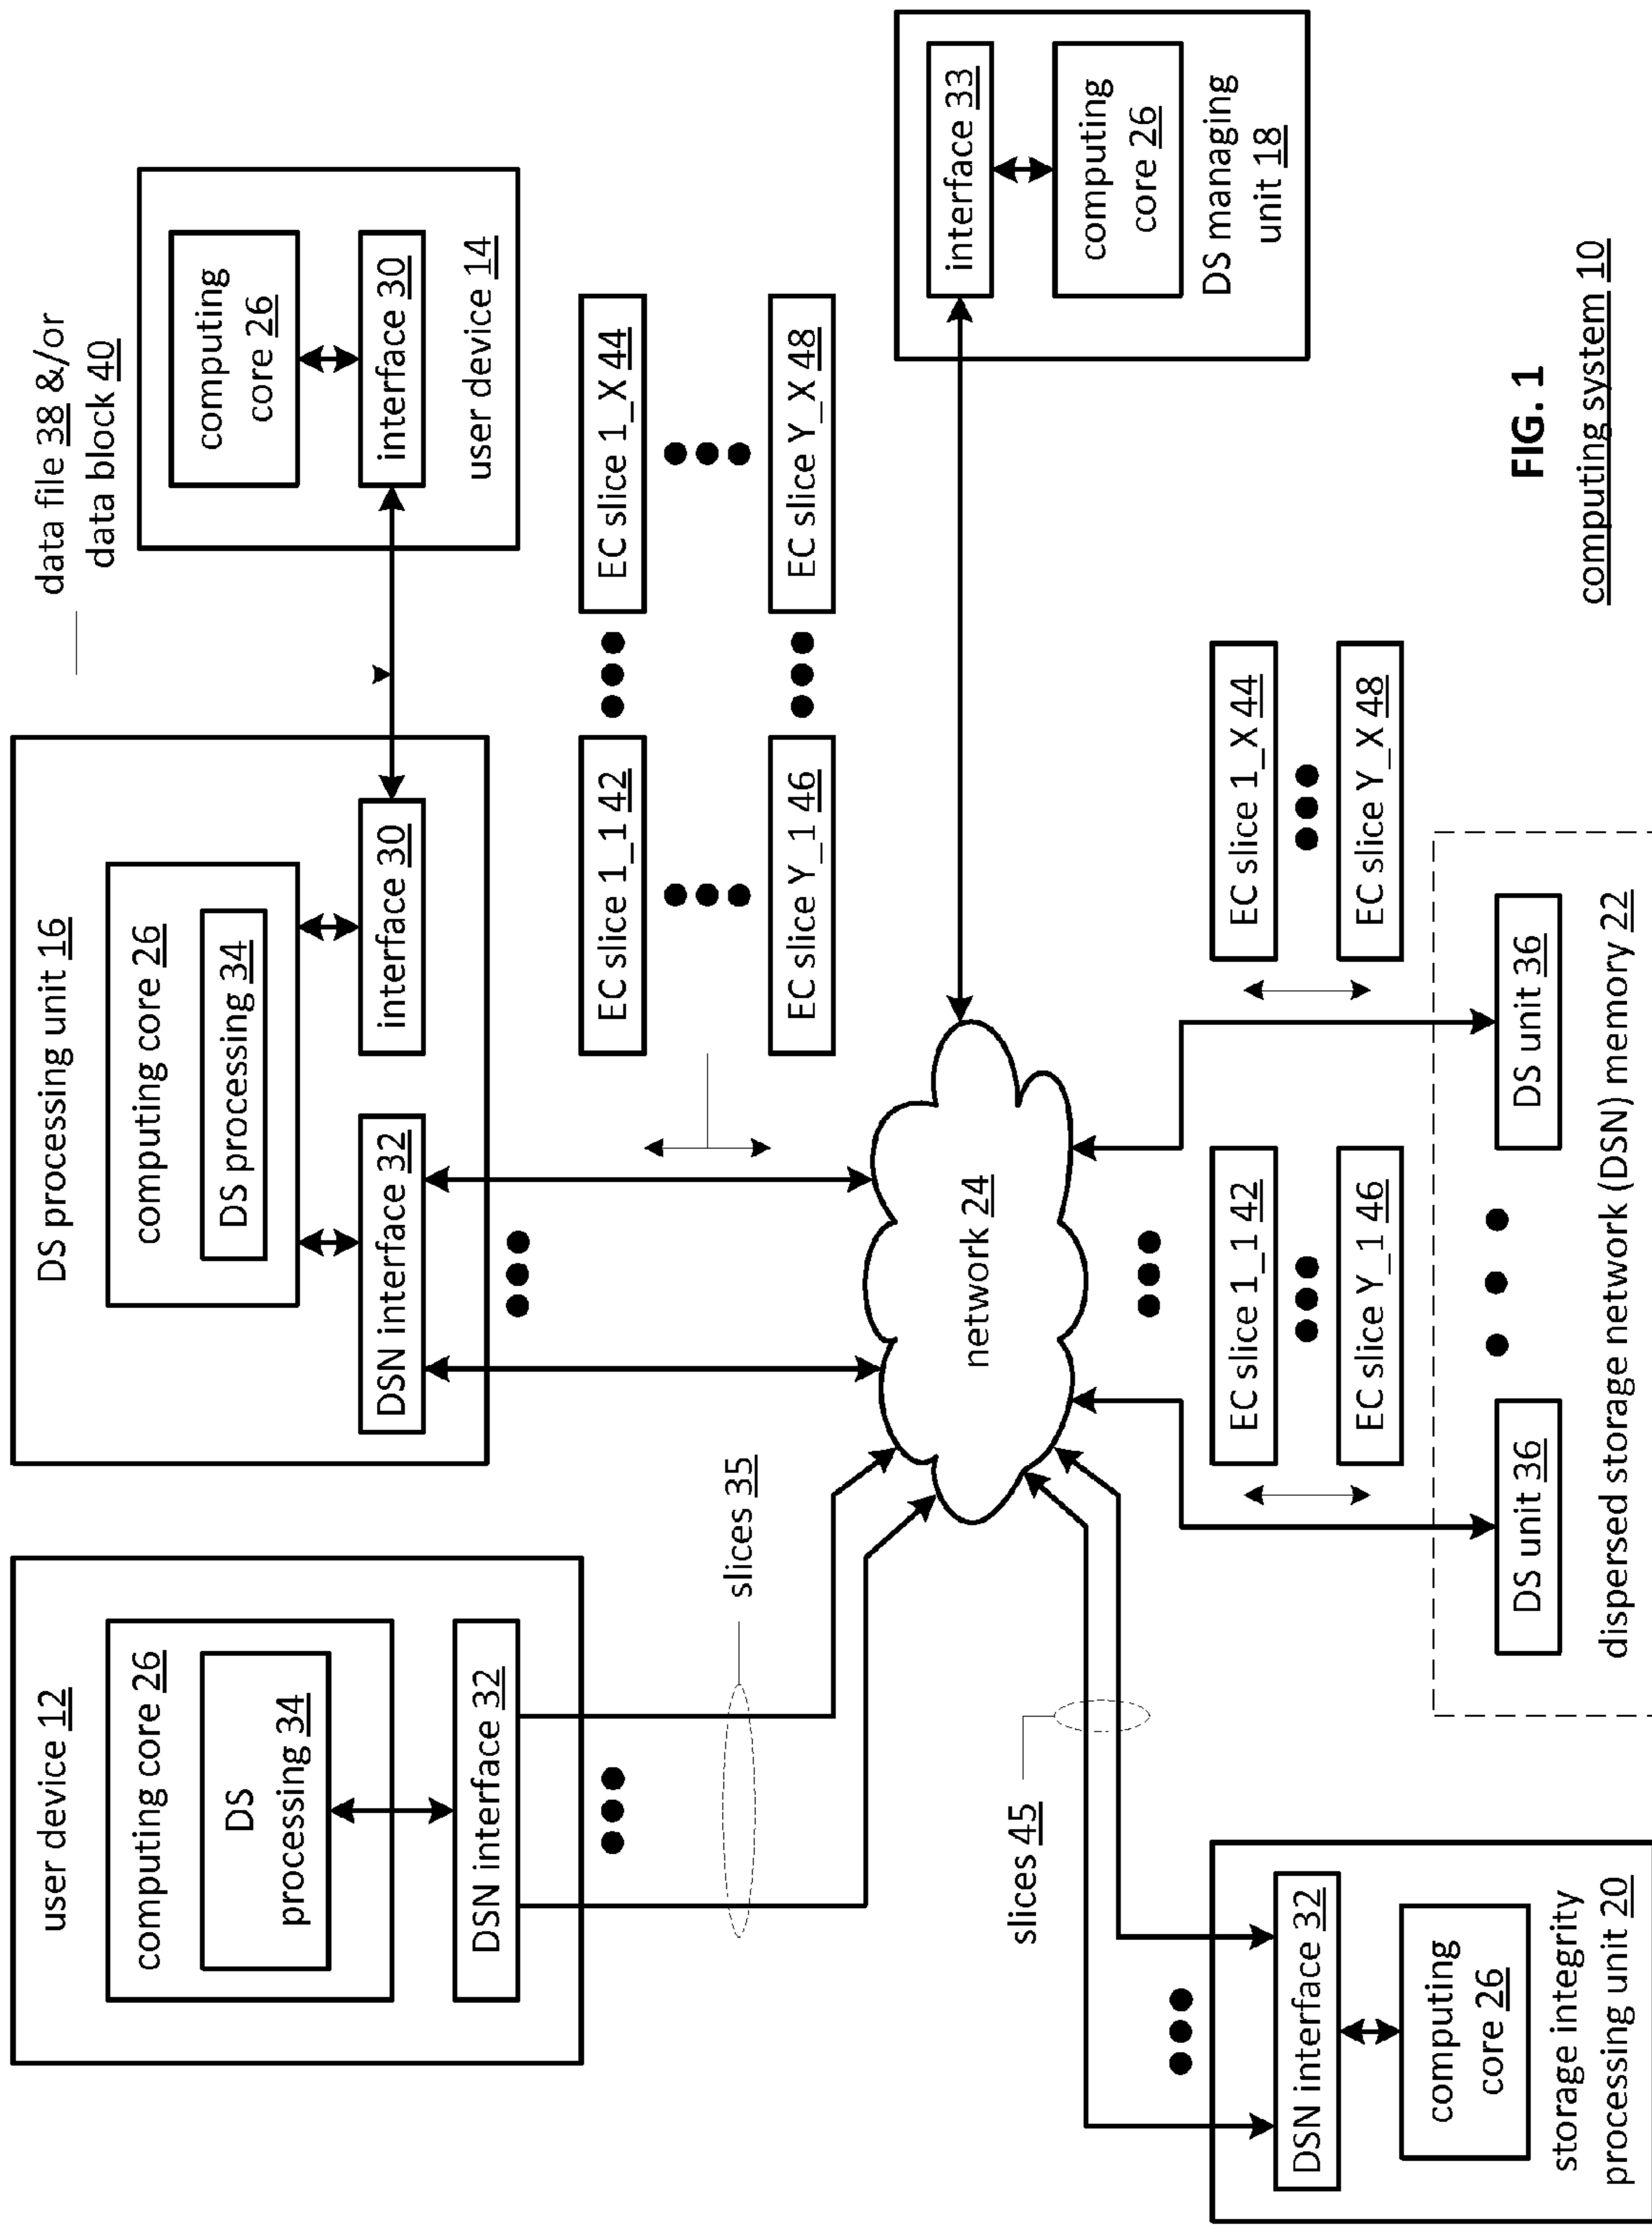 user device 12
computing core 26
DS
processing 34
DSN interface 32
DS processing unit 16
computing core 26
DS processing 34
DSN interface 32
interface 30
data file 38 &/or
data block 40
computing
core 26
interface 30
user device 14
slices 35
EC slice 1_1 42
EC slice 1_X 44
EC slice Y_1 46
EC slice Y_X 48
network 24
interface 33
computing
core 26
DS managing
unit 18
slices 45
DSN interface 32
computing
core 26
storage integrity
processing unit 20
EC slice 1_1 42
EC slice Y_1 46
EC slice 1_X 44
EC slice Y_X 48
DS unit 36
DS unit 36
dispersed storage network (DSN) memory 22
FIG. 1
computing system 10